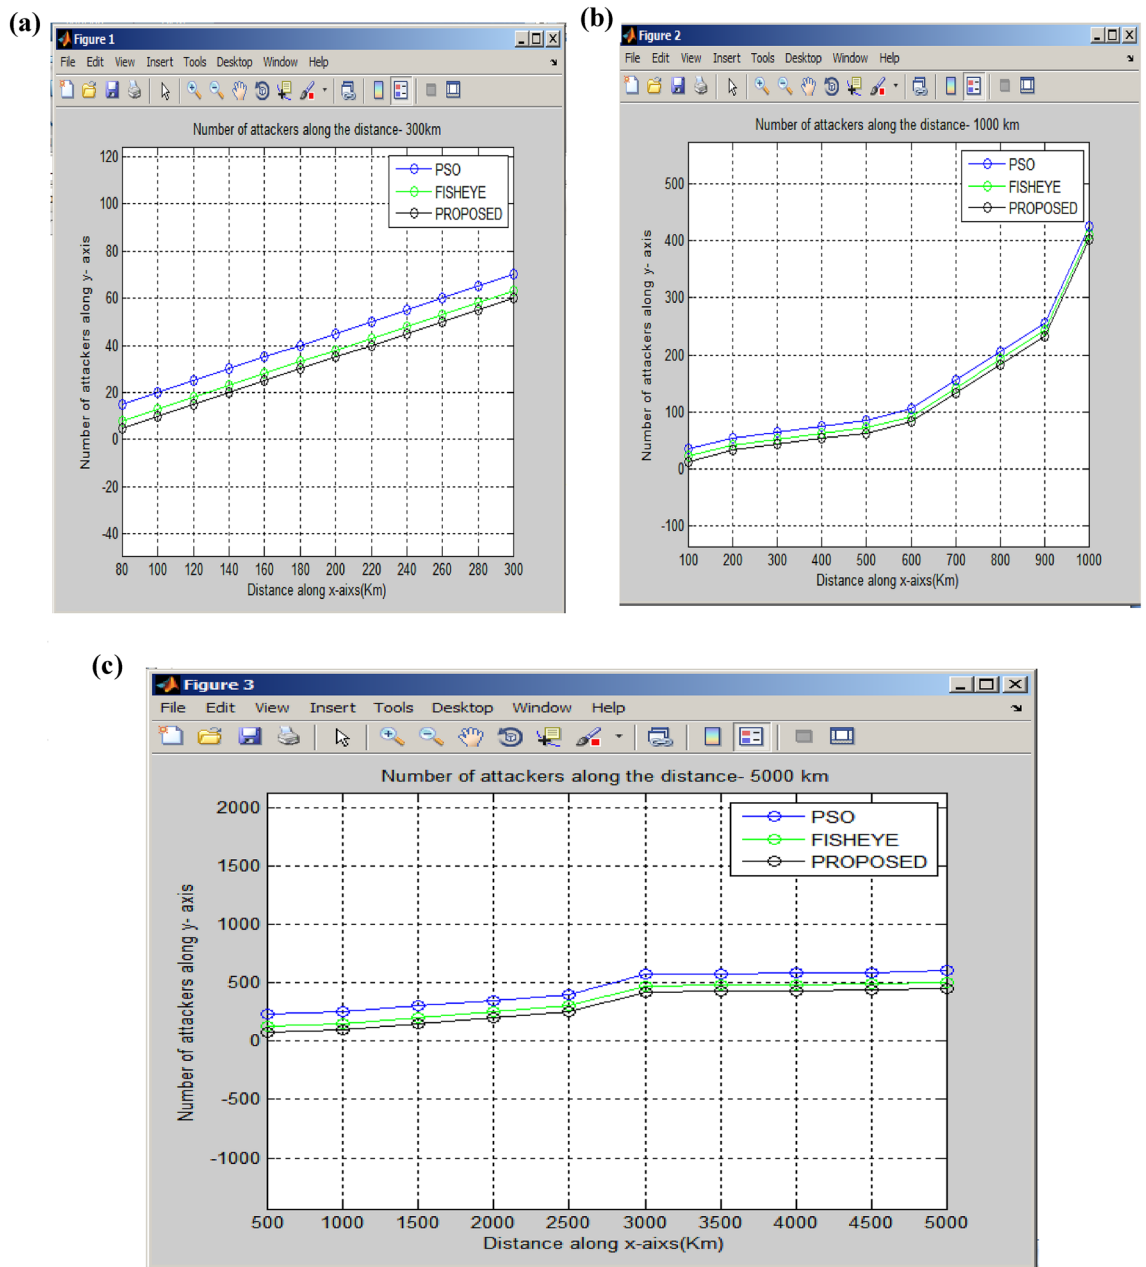 (a)
Figure 1
File Edit View Insert Tools Desktop Window Help
Number of attackers along the distance- 300km
PSO
FISHEYE
PROPOSED
120
100
80
60
40
20
0
-20
-40
Number of attackers along y- axis
80 100 120 140 160 180 200 220 240 260 280 300
Distance along x-aixs(Km)
(b)
Figure 2
File Edit View Insert Tools Desktop Window Help
Number of attackers along the distance- 1000 km
PSO
FISHEYE
PROPOSED
500
400
300
200
100
0
-100
Number of attackers along y- axis
100 200 300 400 500 600 700 800 900 1000
Distance along x-aixs(Km)
(c)
Figure 3
File Edit View Insert Tools Desktop Window Help
Number of attackers along the distance- 5000 km
PSO
FISHEYE
PROPOSED
2000
1500
1000
500
0
-500
-1000
Number of attackers along y- axis
500 1000 1500 2000 2500 3000 3500 4000 4500 5000
Distance along x-aixs(Km)